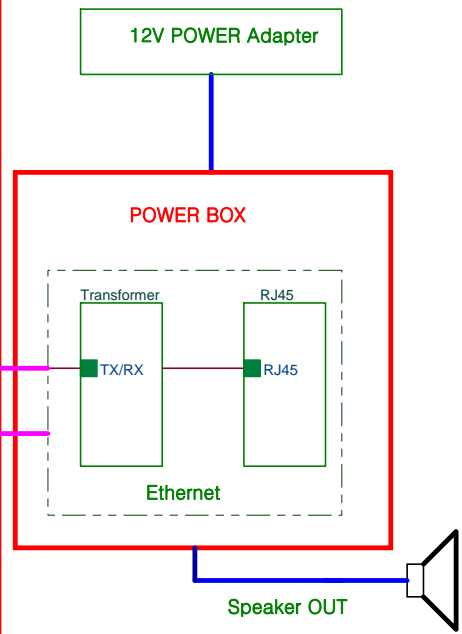 12V POWER Adapter
POWER BOX
Transformer
RJ45
TX/RX
RJ45
Ethernet
Speaker OUT